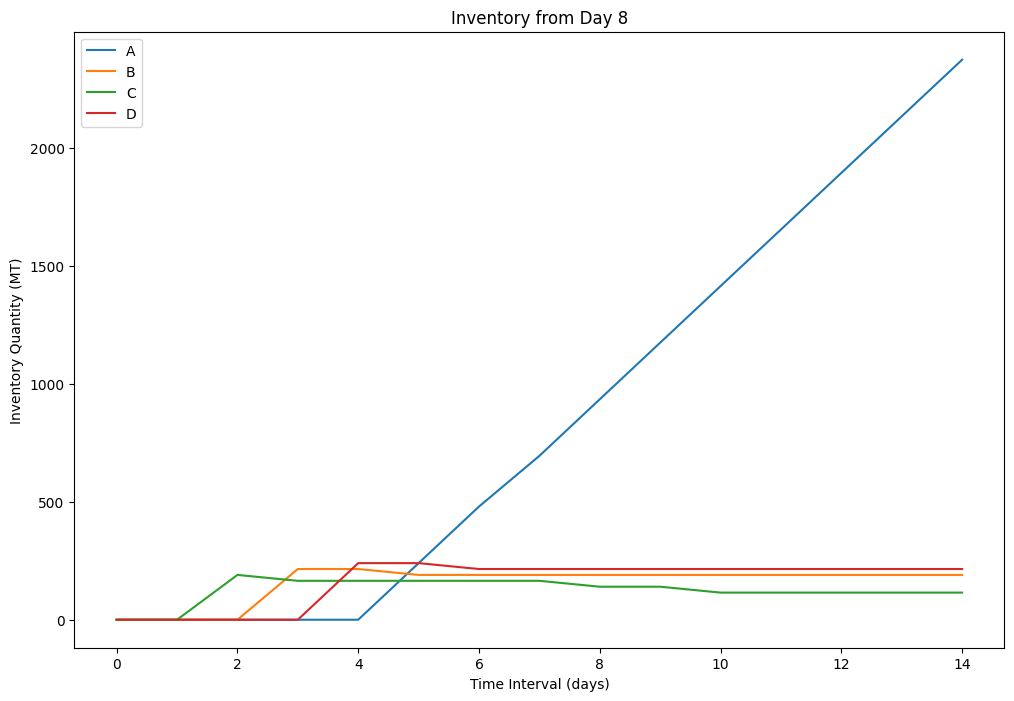 Inventory from Day 8
A
B
C
D
Inventory Quantity (MT)
2000
1500
1000
500
0
0 2 4 6 8 10 12 14
Time Interval (days)